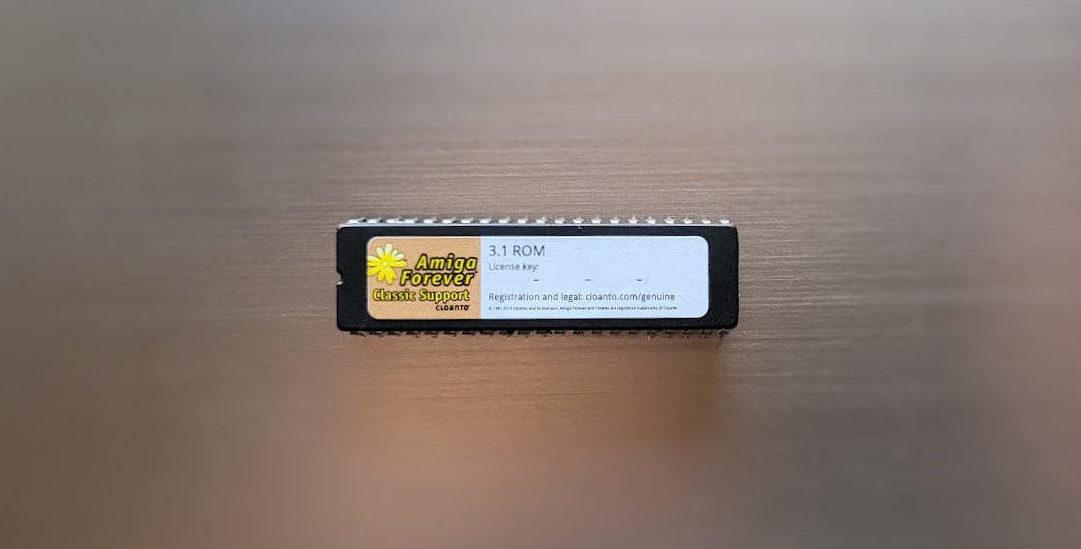 Amiga
Forever
Classic Support
CLOANTO
3.1 ROM
License key:
– – –
Registration and legal: cloanto.com/genuine